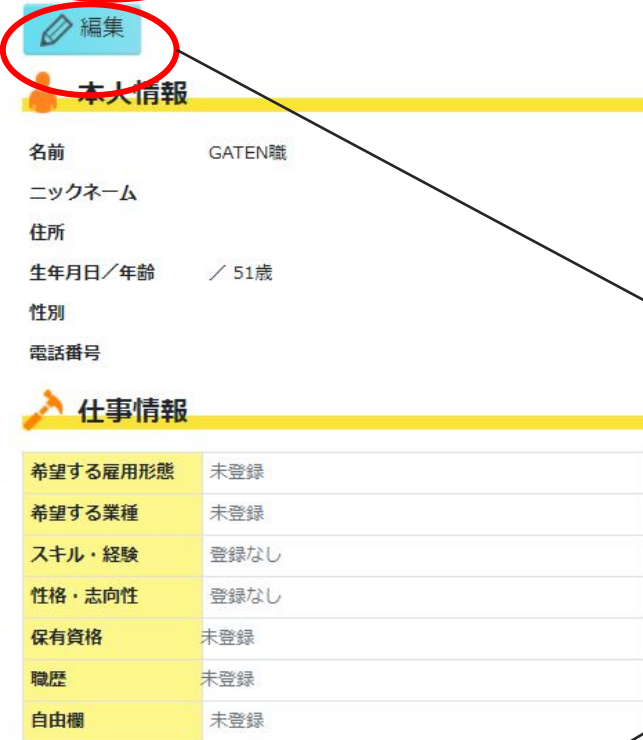 編集
本人情報
名前 GATEN職
ニックネーム
住所
生年月日／年齢 ／ 51歳
性別
電話番号
仕事情報
希望する雇用形態 未登録
希望する業種 未登録
スキル・経験 登録なし
性格・志向性 登録なし
保有資格 未登録
職歴 未登録
自由欄 未登録